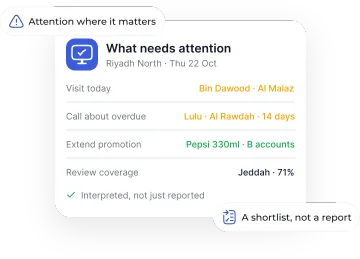 Attention where it matters
What needs attention
Riyadh North · Thu 22 Oct
Visit today Bin Dawood · Al Malaz
Call about overdue Lulu · Al Rawdah · 14 days
Extend promotion Pepsi 330ml · B accounts
Review coverage Jeddah · 71%
Interpreted, not just reported
A shortlist, not a report